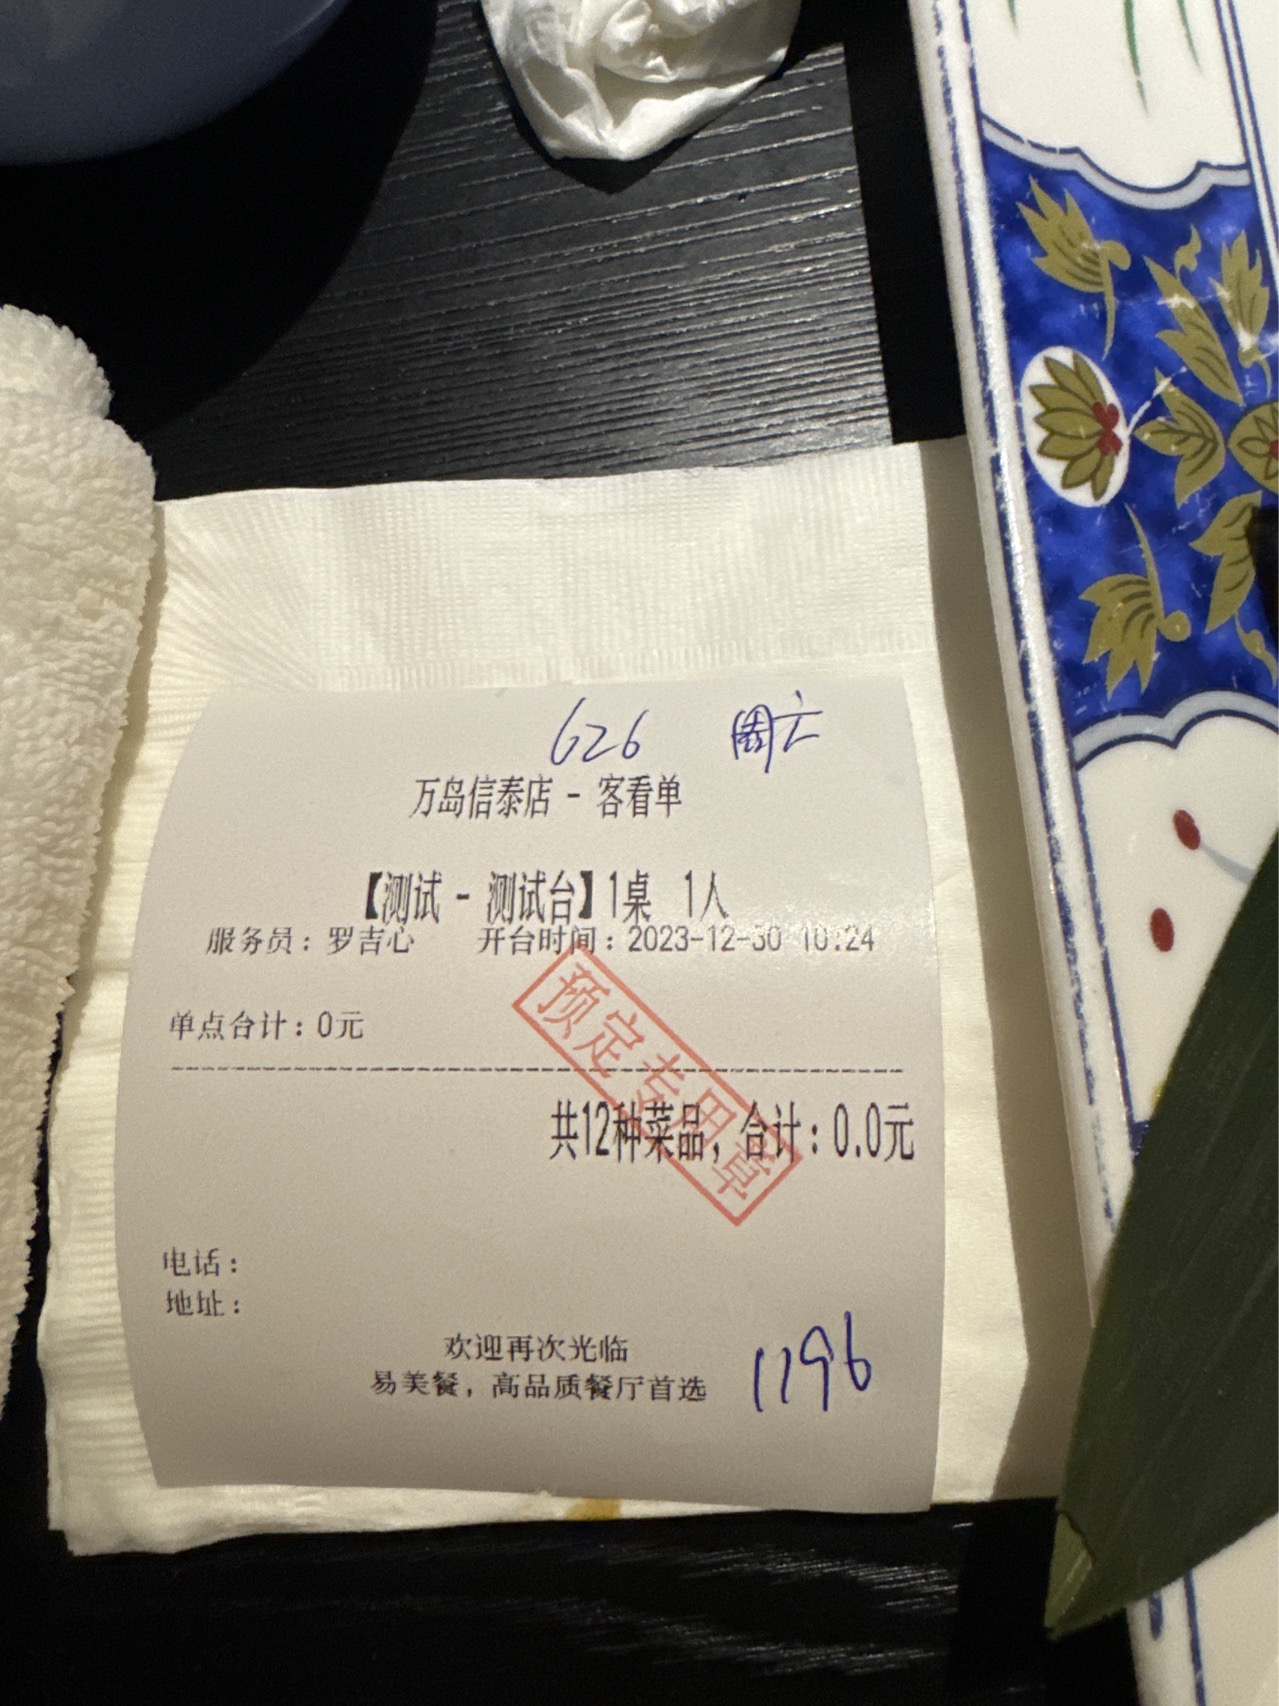 626 周六
万岛信泰店 - 客看单
【测试 - 测试台】1桌 1人
服务员：罗吉心 开台时间：2023-12-30 10:24
单点合计：0元
共12种菜品，合计：0.0元
预定专用章
电话：
地址：
欢迎再次光临
易美餐，高品质餐厅首选
1196